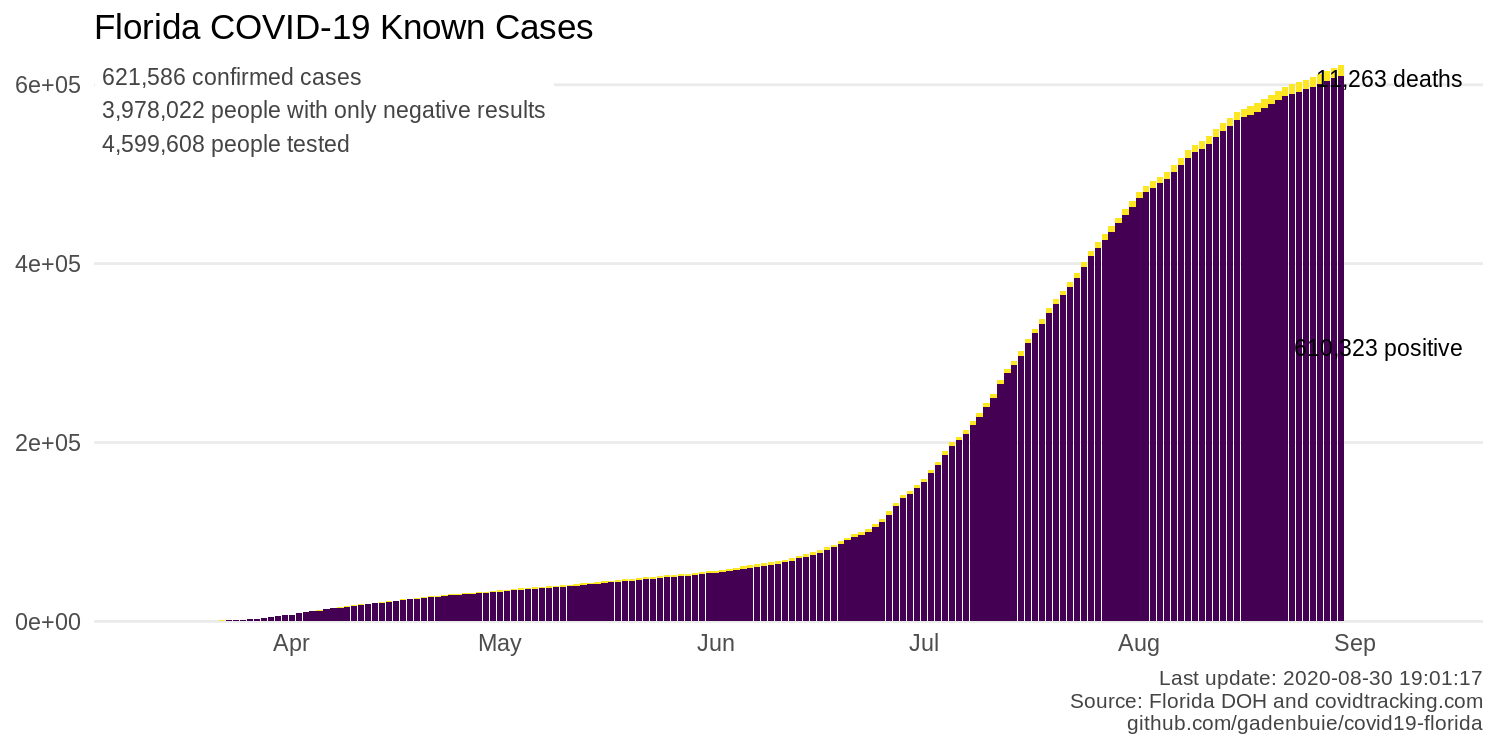 Florida COVID-19 Known Cases
621,586 confirmed cases
3,978,022 people with only negative results
4,599,608 people tested
6e+05
4e+05
2e+05
0e+00
11,263 deaths
610,323 positive
Apr
May
Jun
Jul
Aug
Sep
Last update: 2020-08-30 19:01:17
Source: Florida DOH and covidtracking.com
github.com/gadenbuie/covid19-florida